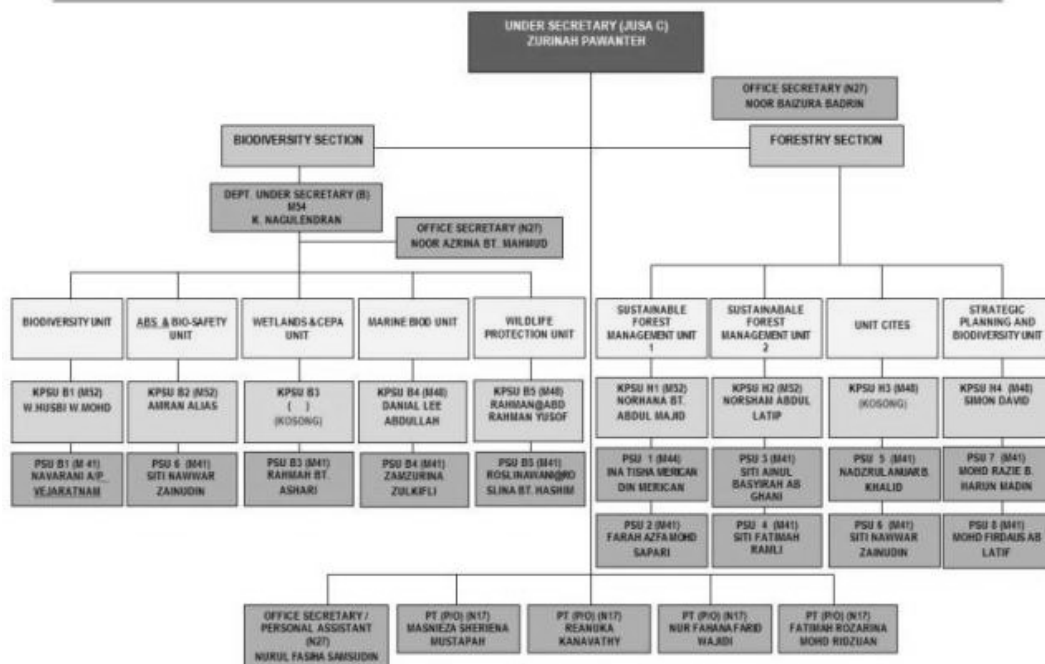 UNDER SECRETARY (JUSA C)
ZURINAH PAWANTEH
OFFICE SECRETARY (N27)
NOOR BAIZURA BADRIN
BIODIVERSITY SECTION
FORESTRY SECTION
DEPT. UNDER SECRETARY (B)
M54
K. NAGULENDRAN
OFFICE SECRETARY (N27)
NOOR AZRINA BT. MAHMUD
BIODIVERSITY UNIT
ABS & BIO-SAFETY
UNIT
WETLANDS & CEPA
UNIT
MARINE BIOD UNIT
WILDLIFE
PROTECTION UNIT
SUSTAINABLE
FOREST
MANAGEMENT UNIT
1
SUSTAINABALE
FOREST
MANAGEMENT UNIT
2
UNIT CITES
STRATEGIC
PLANNING AND
BIODIVERSITY UNIT
KPSU B1 (M52)
W.HUSBI W.MOHD
KPSU B2 (M52)
AMRAN ALIAS
KPSU B3
( )
(KOSONG)
KPSU B4 (M48)
DANIAL LEE
ABDULLAH
KPSU B5 (M48)
RAHMAN@ABD
RAHMAN YUSOF
KPSU H1 (M52)
NORHANA BT.
ABDUL MAJID
KPSU H2 (M52)
NORSHAM ABDUL
LATIP
KPSU H3 (M48)
(KOSONG)
KPSU H4 (M48)
SIMON DAVID
PSU B1 (M 41)
NAVARANI A/P
VEJARATNAM
PSU 6 (M41)
SITI NAWWAR
ZAINUDIN
PSU B3 (M41)
RAHMAH BT.
ASHARI
PSU B4 (M41)
ZAMZURINA
ZULKIFLI
PSU B5 (M41)
ROSLINAWAN@RO
SLINA BT. HASHIM
PSU 1 (M44)
INA TISHA MERICAN
DIN MERICAN
PSU 3 (M41)
SITI AINUL
BASYIRAH AB
GHANI
PSU 5 (M41)
NADZRUL ANUAR B.
KHALID
PSU 7 (M41)
MOHD RAZIE B.
HARUN MADIN
PSU 2 (M41)
FARAH AZFA MOHD
SAPARI
PSU 4 (M41)
SITI FATIMAH
RAMLI
PSU 6 (M41)
SITI NAWWAR
ZAINUDIN
PSU 8 (M41)
MOHD FIRDAUS AB
LATIF
OFFICE SECRETARY /
PERSONAL ASSISTANT
(N27)
NURUL FASIHA SAMSUDIN
PT (P/O) (N17)
MASNIEZA SHERIENA
MUSTAPAH
PT (P/O) (N17)
REANUKA
KANAVATHY
PT (P/O) (N17)
NUR FAHANA FARID
WAJIDI
PT (P/O) (N17)
FATIMAH ROZARINA
MOHD RIDZUAN